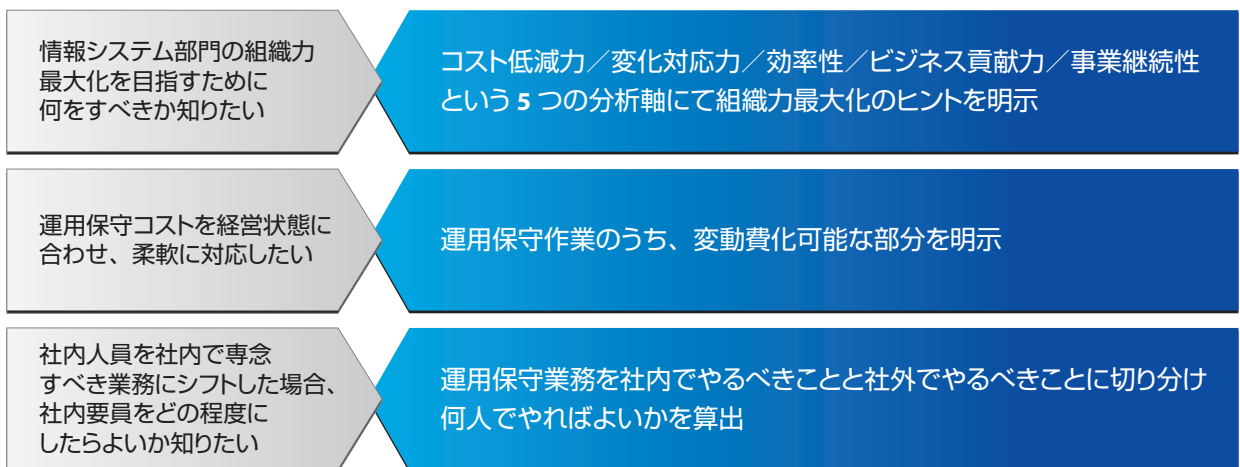 情報システム部門の組織力
最大化を目指すために
何をすべきか知りたい
コスト低減力／変化対応力／効率性／ビジネス貢献力／事業継続性
という 5 つの分析軸にて組織力最大化のヒントを明示
運用保守コストを経営状態に
合わせ、柔軟に対応したい
運用保守作業のうち、変動費化可能な部分を明示
社内人員を社内で専念
すべき業務にシフトした場合、
社内要員をどの程度に
したらよいか知りたい
運用保守業務を社内でやるべきことと社外でやるべきことに切り分け
何人でやればよいかを算出